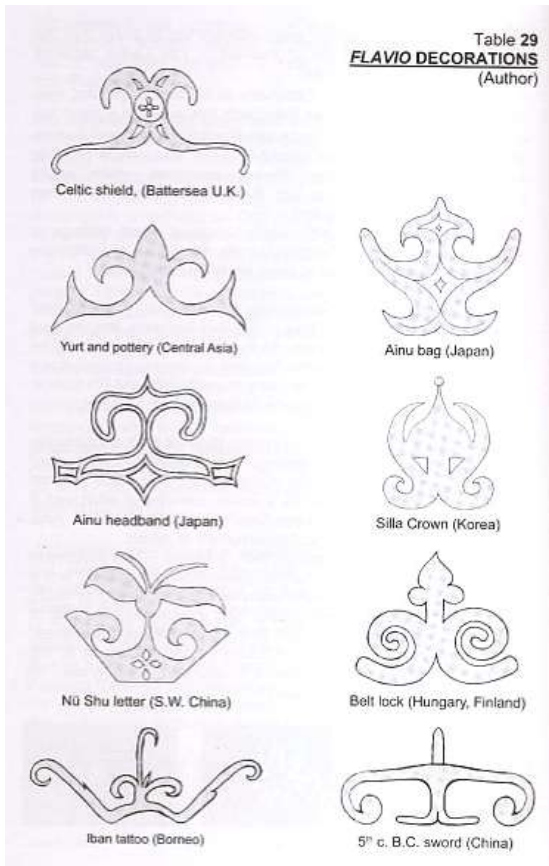 Table 29
FLAVIO DECORATIONS
(Author)
Celtic shield, (Battersea U.K.)
Yurt and pottery (Central Asia)
Ainu bag (Japan)
Ainu headband (Japan)
Silla Crown (Korea)
Nü Shu letter (S.W. China)
Belt lock (Hungary, Finland)
Iban tattoo (Borneo)
5" c. B.C. sword (China)